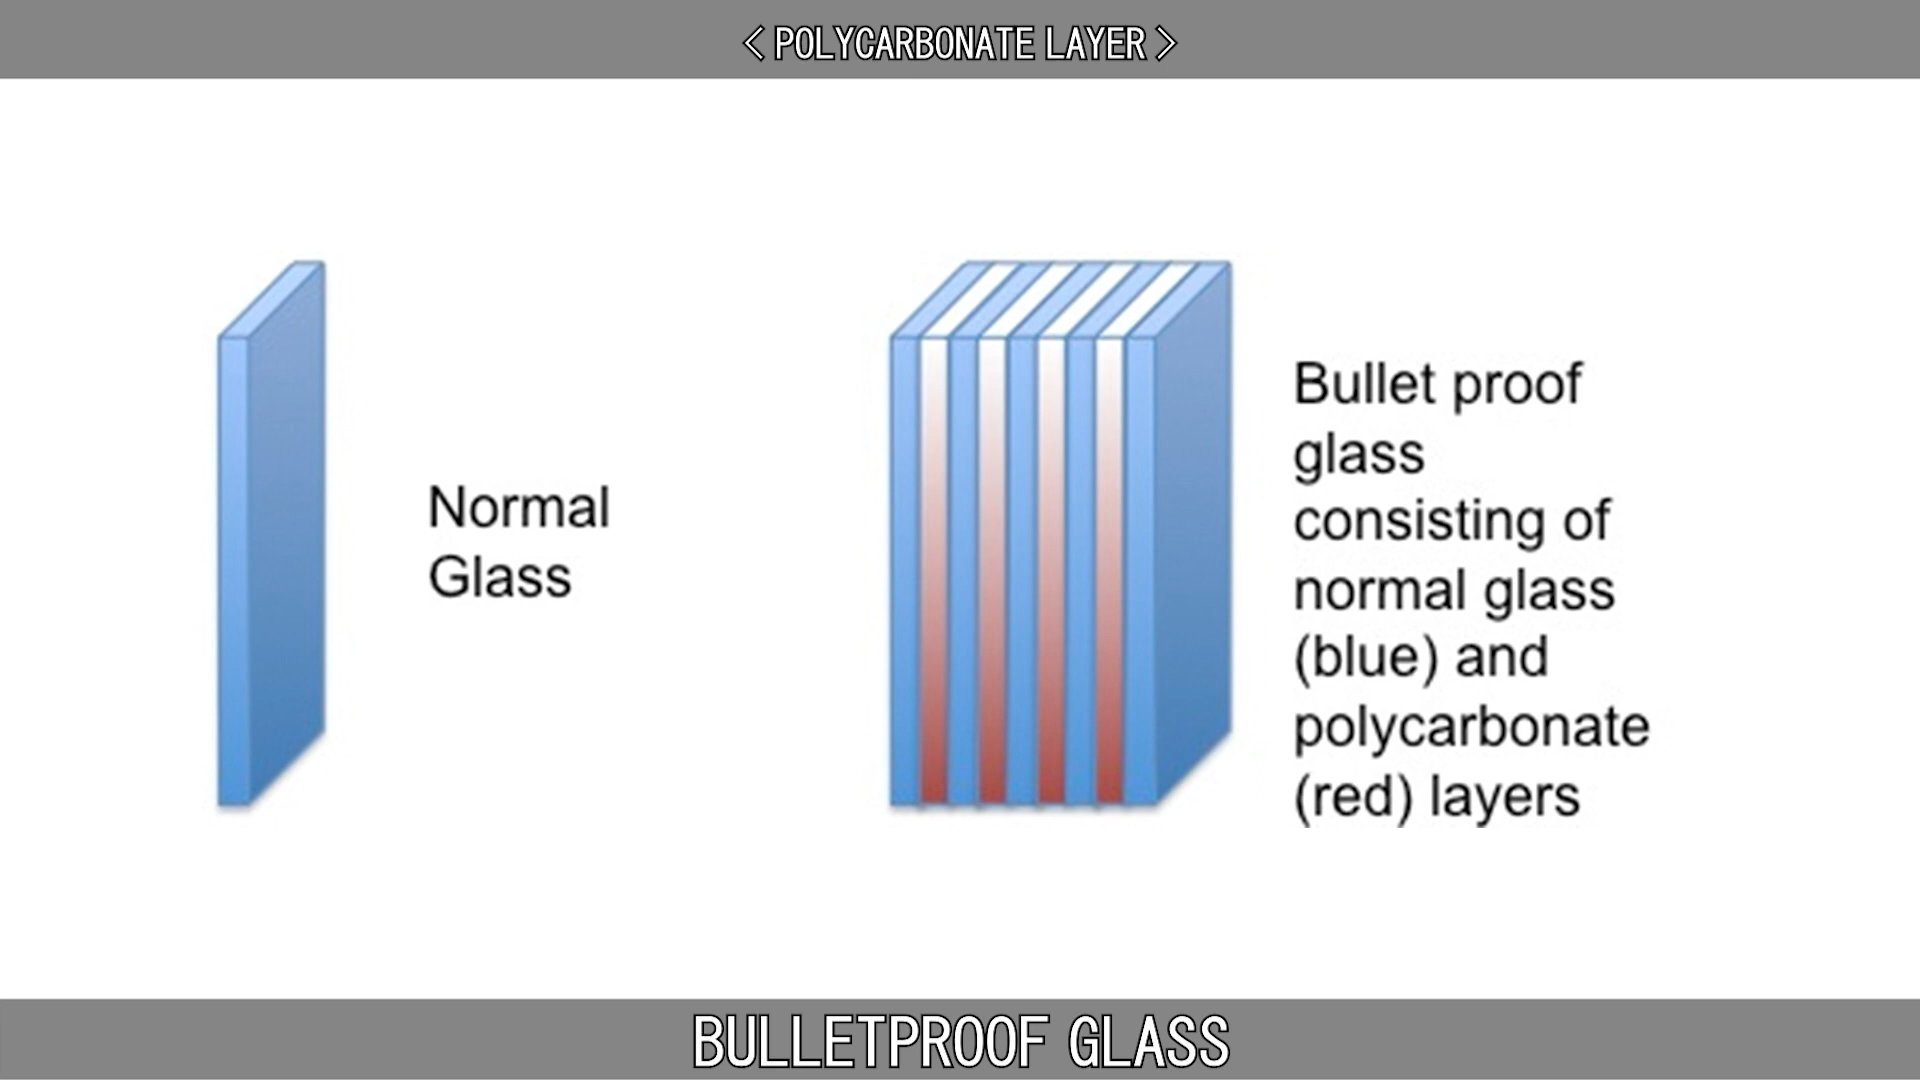 < POLYCARBONATE LAYER >
Normal
Glass
Bullet proof
glass
consisting of
normal glass
(blue) and
polycarbonate
(red) layers
BULLETPROOF GLASS